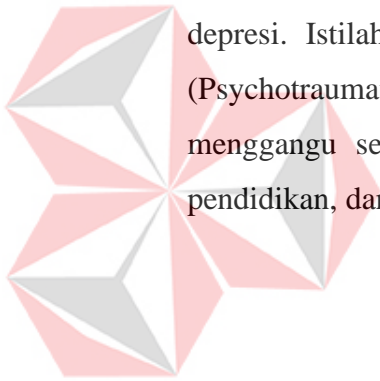 depresi. Istilah
(Psychotrauma
menggangu se
pendidikan, dan